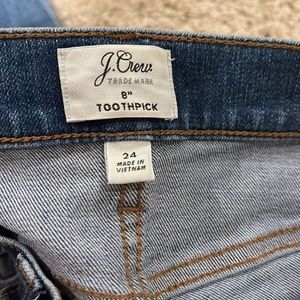 J.Crew
TRADE MARK
8"
TOOTHPICK
24
MADE IN
VIETNAM